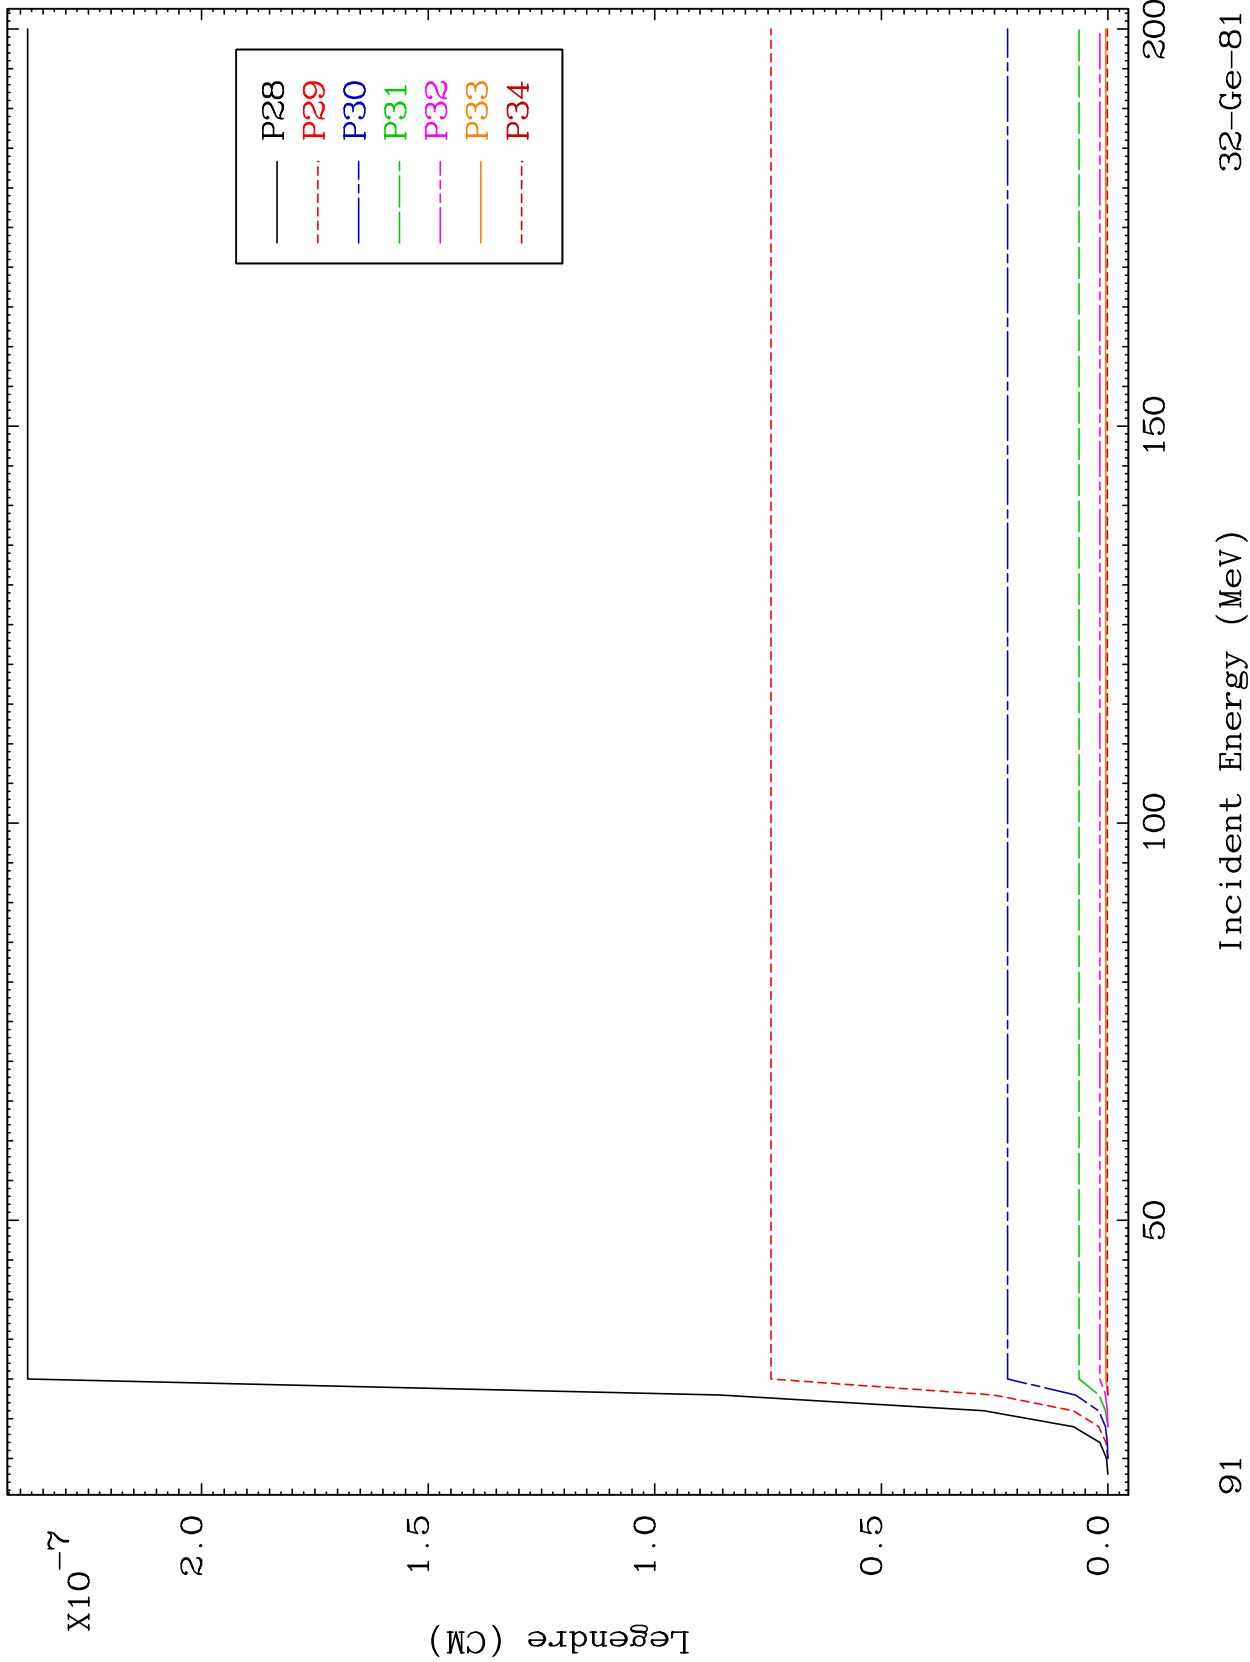 X10-7
2.0
1.5
1.0
0.5
0.0
Legendre (CM)
P28
P29
P30
P31
P32
P33
P34
50
100
150
200
Incident Energy (MeV)
91
32-Ge-81